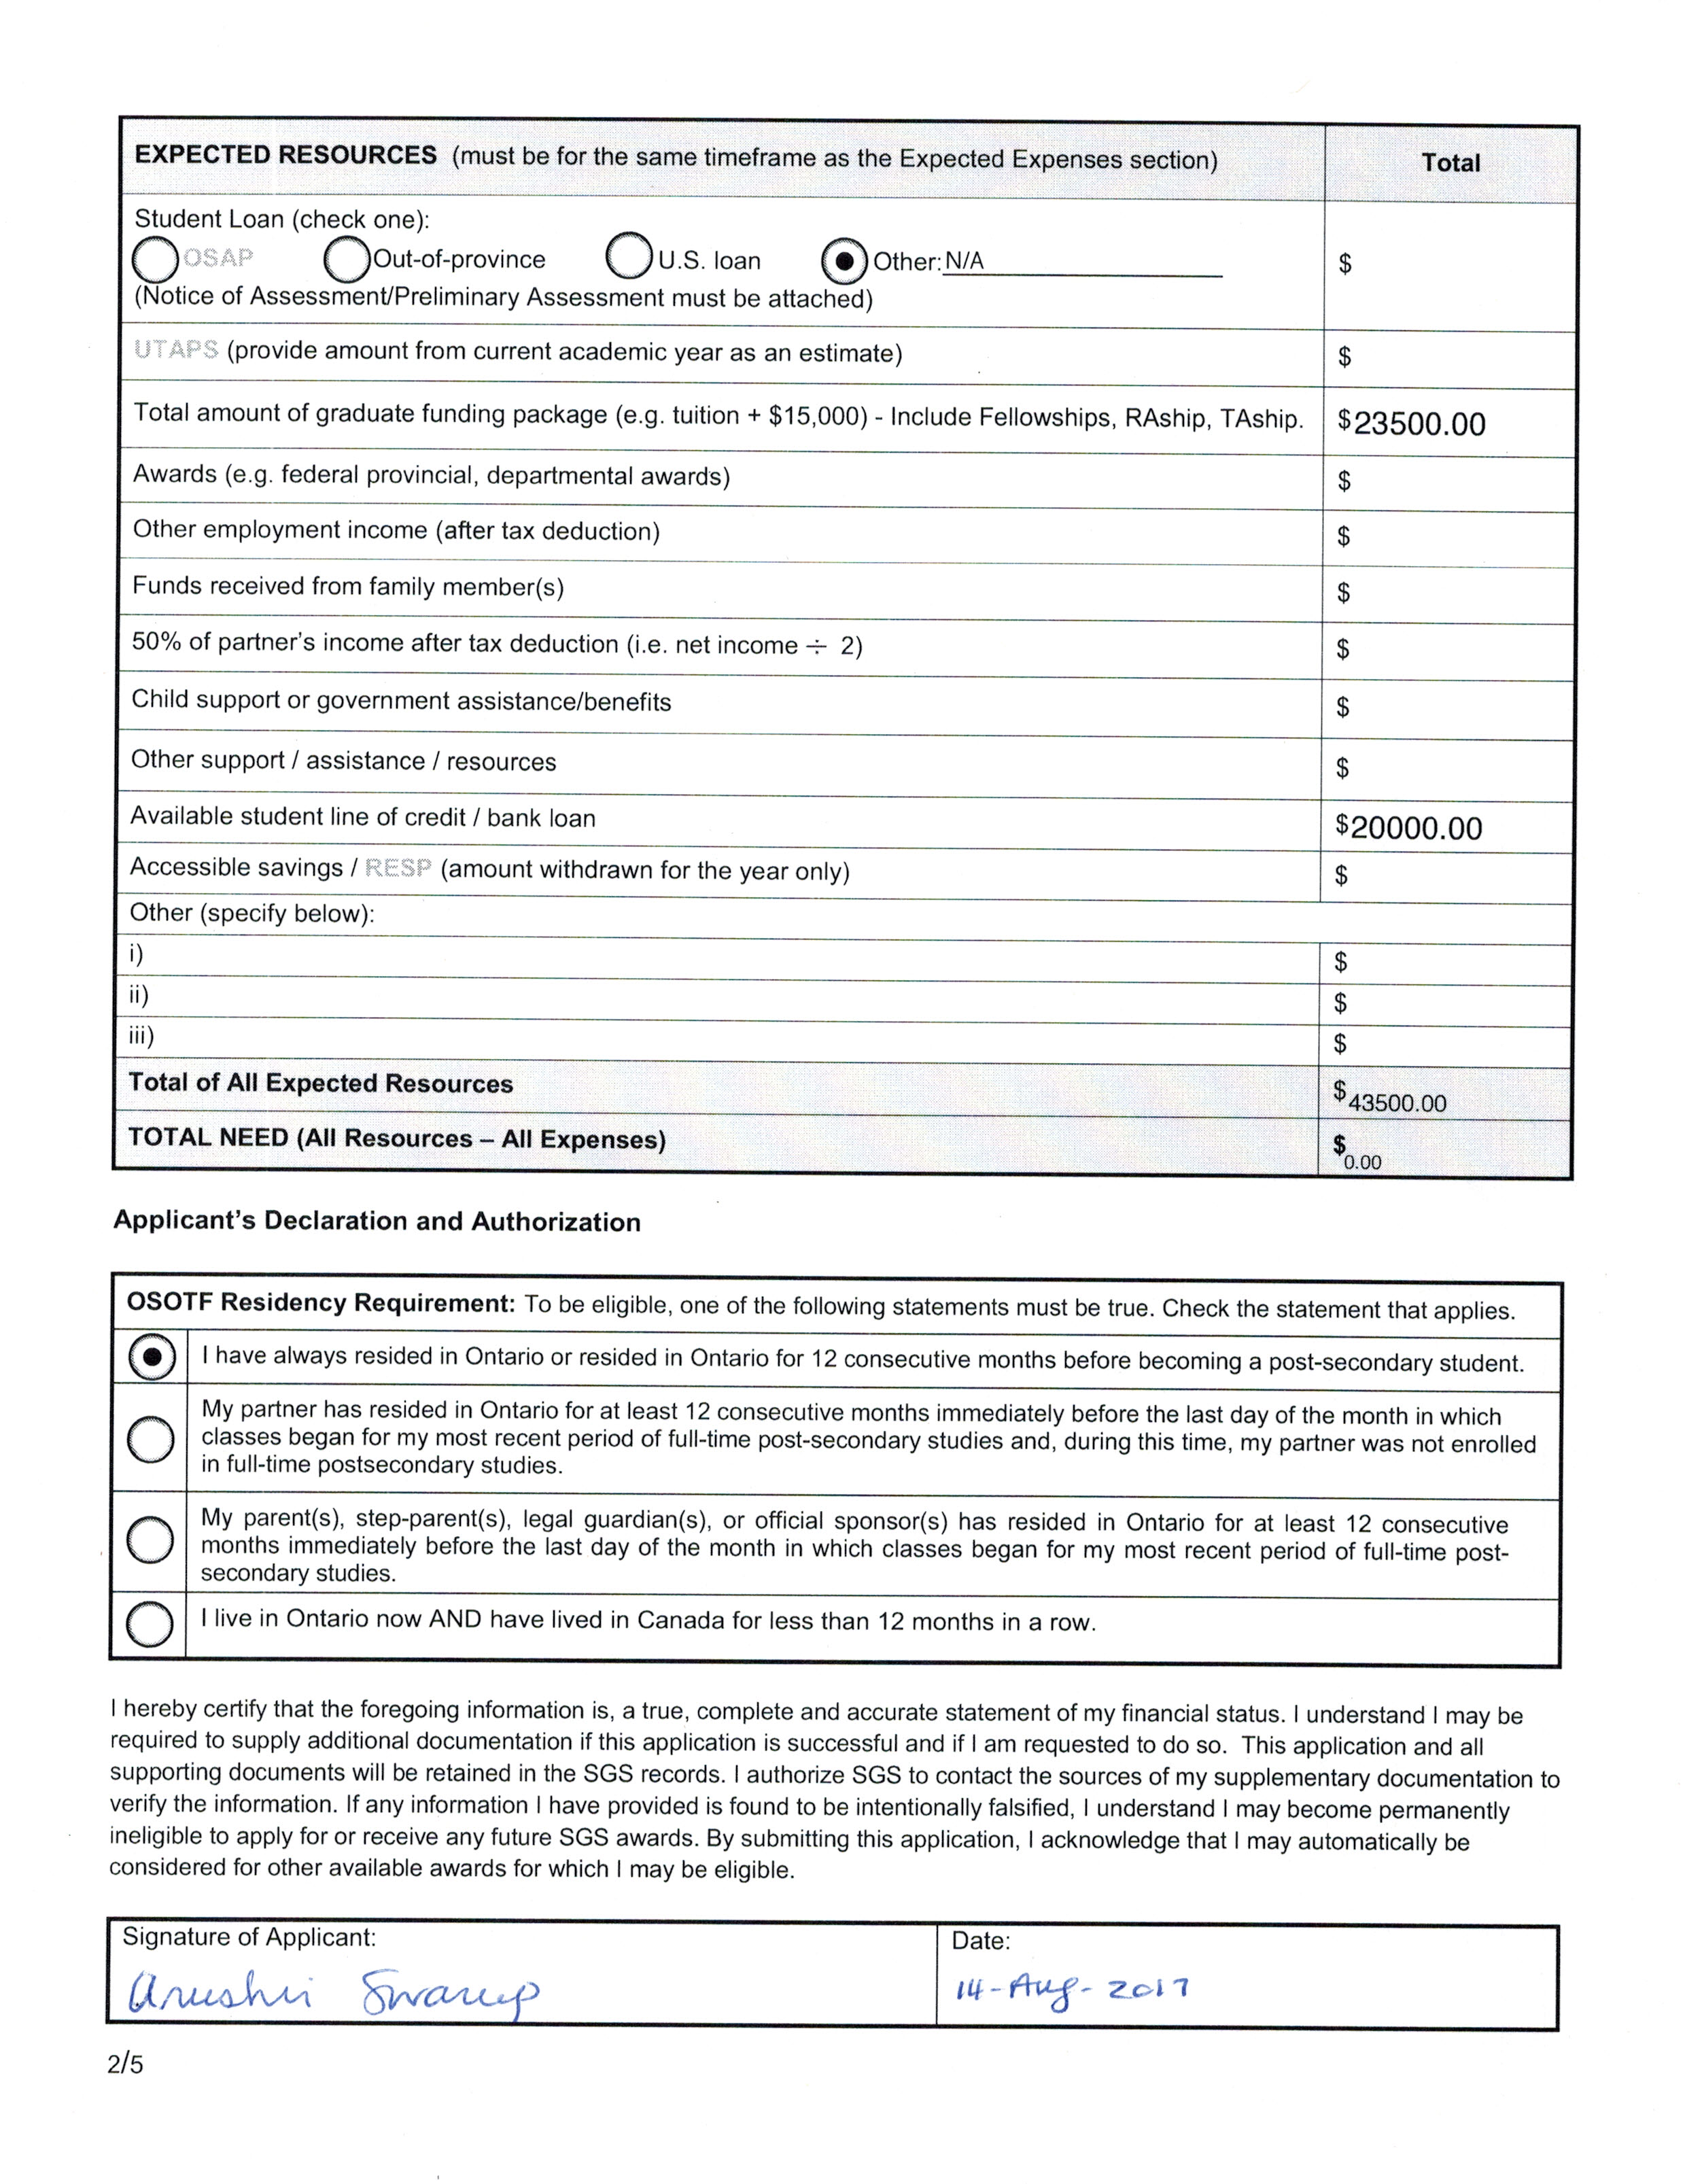 EXPECTED RESOURCES (must be for the same timeframe as the Expected Expenses section) Total
Student Loan (check one):
OSAP Out-of-province U.S. loan Other: N/A $
(Notice of Assessment/Preliminary Assessment must be attached)
UTAPS (provide amount from current academic year as an estimate) $
Total amount of graduate funding package (e.g. tuition + $15,000) - Include Fellowships, RAship, TAship. $23500.00
Awards (e.g. federal provincial, departmental awards) $
Other employment income (after tax deduction) $
Funds received from family member(s) $
50% of partner's income after tax deduction (i.e. net income ÷ 2) $
Child support or government assistance/benefits $
Other support / assistance / resources $
Available student line of credit / bank loan $20000.00
Accessible savings / RESP (amount withdrawn for the year only) $
Other (specify below):
i) $
ii) $
iii) $
Total of All Expected Resources $43500.00
TOTAL NEED (All Resources – All Expenses) $0.00
Applicant's Declaration and Authorization
OSOTF Residency Requirement: To be eligible, one of the following statements must be true. Check the statement that applies.
I have always resided in Ontario or resided in Ontario for 12 consecutive months before becoming a post-secondary student.
My partner has resided in Ontario for at least 12 consecutive months immediately before the last day of the month in which
classes began for my most recent period of full-time post-secondary studies and, during this time, my partner was not enrolled
in full-time postsecondary studies.
My parent(s), step-parent(s), legal guardian(s), or official sponsor(s) has resided in Ontario for at least 12 consecutive
months immediately before the last day of the month in which classes began for my most recent period of full-time post-
secondary studies.
I live in Ontario now AND have lived in Canada for less than 12 months in a row.
I hereby certify that the foregoing information is, a true, complete and accurate statement of my financial status. I understand I may be
required to supply additional documentation if this application is successful and if I am requested to do so. This application and all
supporting documents will be retained in the SGS records. I authorize SGS to contact the sources of my supplementary documentation to
verify the information. If any information I have provided is found to be intentionally falsified, I understand I may become permanently
ineligible to apply for or receive any future SGS awards. By submitting this application, I acknowledge that I may automatically be
considered for other available awards for which I may be eligible.
Signature of Applicant: Date:
Arushi Swarup 14-Aug-2017
2/5